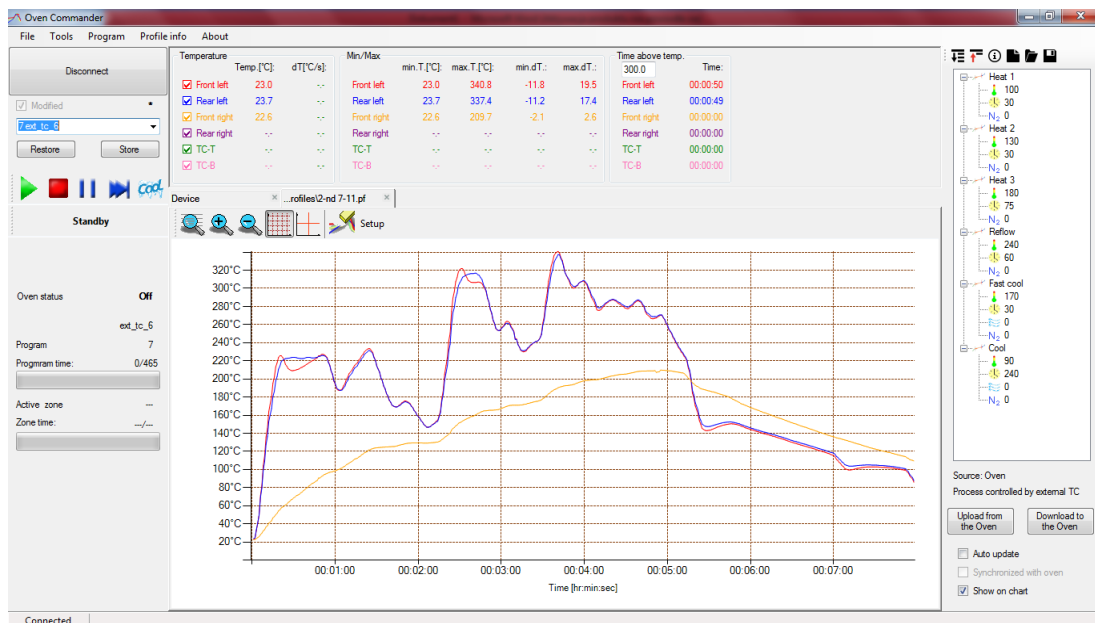 Oven Commander
File Tools Program Profile info About
Disconnect
Modified *
7 ext_tc_6
Restore Store
cool
Standby
Oven status Off
ext_tc_6
Program 7
Progmram time: 0/465
Active zone ---
Zone time: ---/---
Connected
Temperature Min/Max Time above temp.
Temp.[°C]: dT[°C/s]: min.T.[°C]: max.T.[°C]: min.dT.: max.dT.: 300.0 Time:
Front left 23.0 -.- Front left 23.0 340.8 -11.8 19.5 Front left 00:00:50
Rear left 23.7 -.- Rear left 23.7 337.4 -11.2 17.4 Rear left 00:00:49
Front right 22.6 -.- Front right 22.6 209.7 -2.1 2.6 Front right 00:00:00
Rear right -.- -.- Rear right -.- -.- -.- -.- Rear right 00:00:00
TC-T -.- -.- TC-T -.- -.- -.- -.- TC-T 00:00:00
TC-B -.- -.- TC-B -.- -.- -.- -.- TC-B 00:00:00
Device ...rofiles\2-nd 7-11.pf
Setup
320°C
300°C
280°C
260°C
240°C
220°C
200°C
180°C
160°C
140°C
120°C
100°C
80°C
60°C
40°C
20°C
00:01:00 00:02:00 00:03:00 00:04:00 00:05:00 00:06:00 00:07:00
Time [hr:min:sec]
Heat 1
100
30
N₂ 0
Heat 2
130
30
N₂ 0
Heat 3
180
75
N₂ 0
Reflow
240
60
N₂ 0
Fast cool
170
30
0
N₂ 0
Cool
90
240
0
N₂ 0
Source: Oven
Process controlled by external TC
Upload from the Oven
Download to the Oven
Auto update
Synchronized with oven
Show on chart